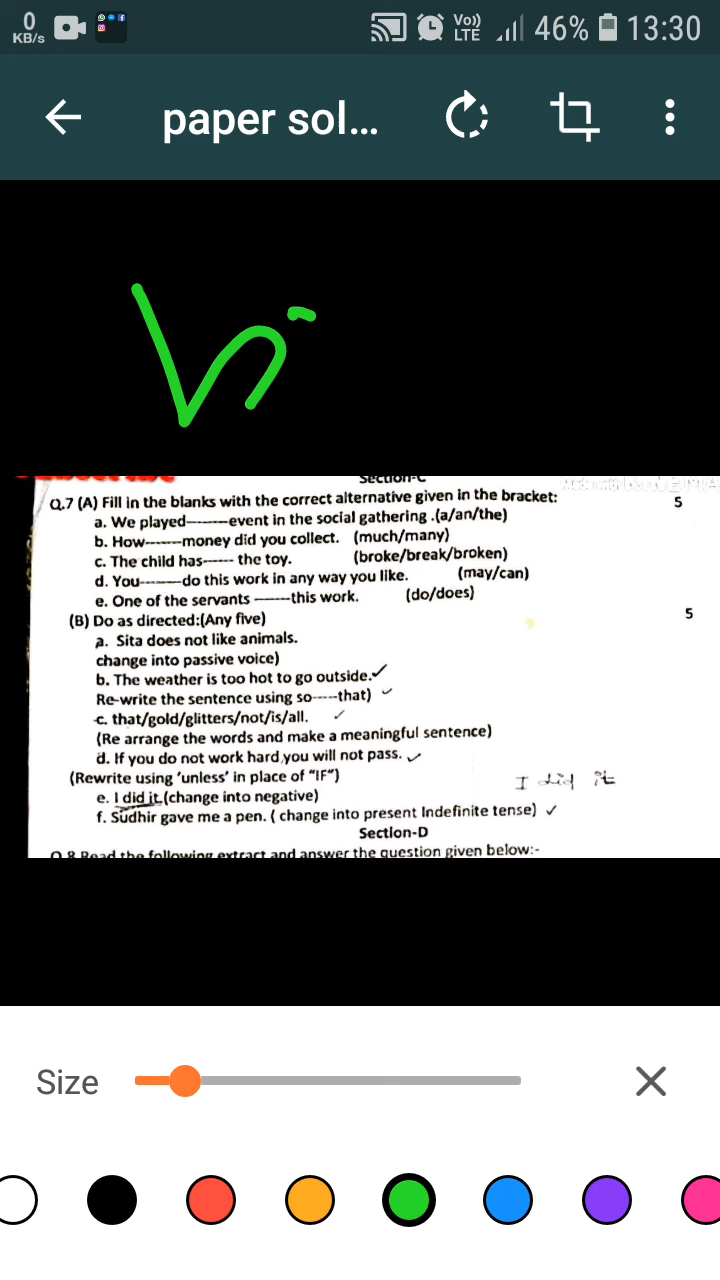 0
KB/s
Vo))
LTE
46%
13:30
paper sol...
Section-C
Q.7 (A) Fill in the blanks with the correct alternative given in the bracket: 5
a. We played-------event in the social gathering .(a/an/the)
b. How------money did you collect. (much/many)
c. The child has----- the toy. (broke/break/broken)
d. You-------do this work in any way you like. (may/can)
e. One of the servants ------this work. (do/does)
(B) Do as directed:(Any five) 5
a. Sita does not like animals.
change into passive voice)
b. The weather is too hot to go outside.
Re-write the sentence using so----that)
c. that/gold/glitters/not/is/all.
(Re arrange the words and make a meaningful sentence)
d. If you do not work hard,you will not pass.
(Rewrite using ‘unless’ in place of “IF”)
I did it
e. I did it.(change into negative)
f. Sudhir gave me a pen. ( change into present Indefinite tense)
Section-D
Q.8 Read the following extract and answer the question given below:-
Size